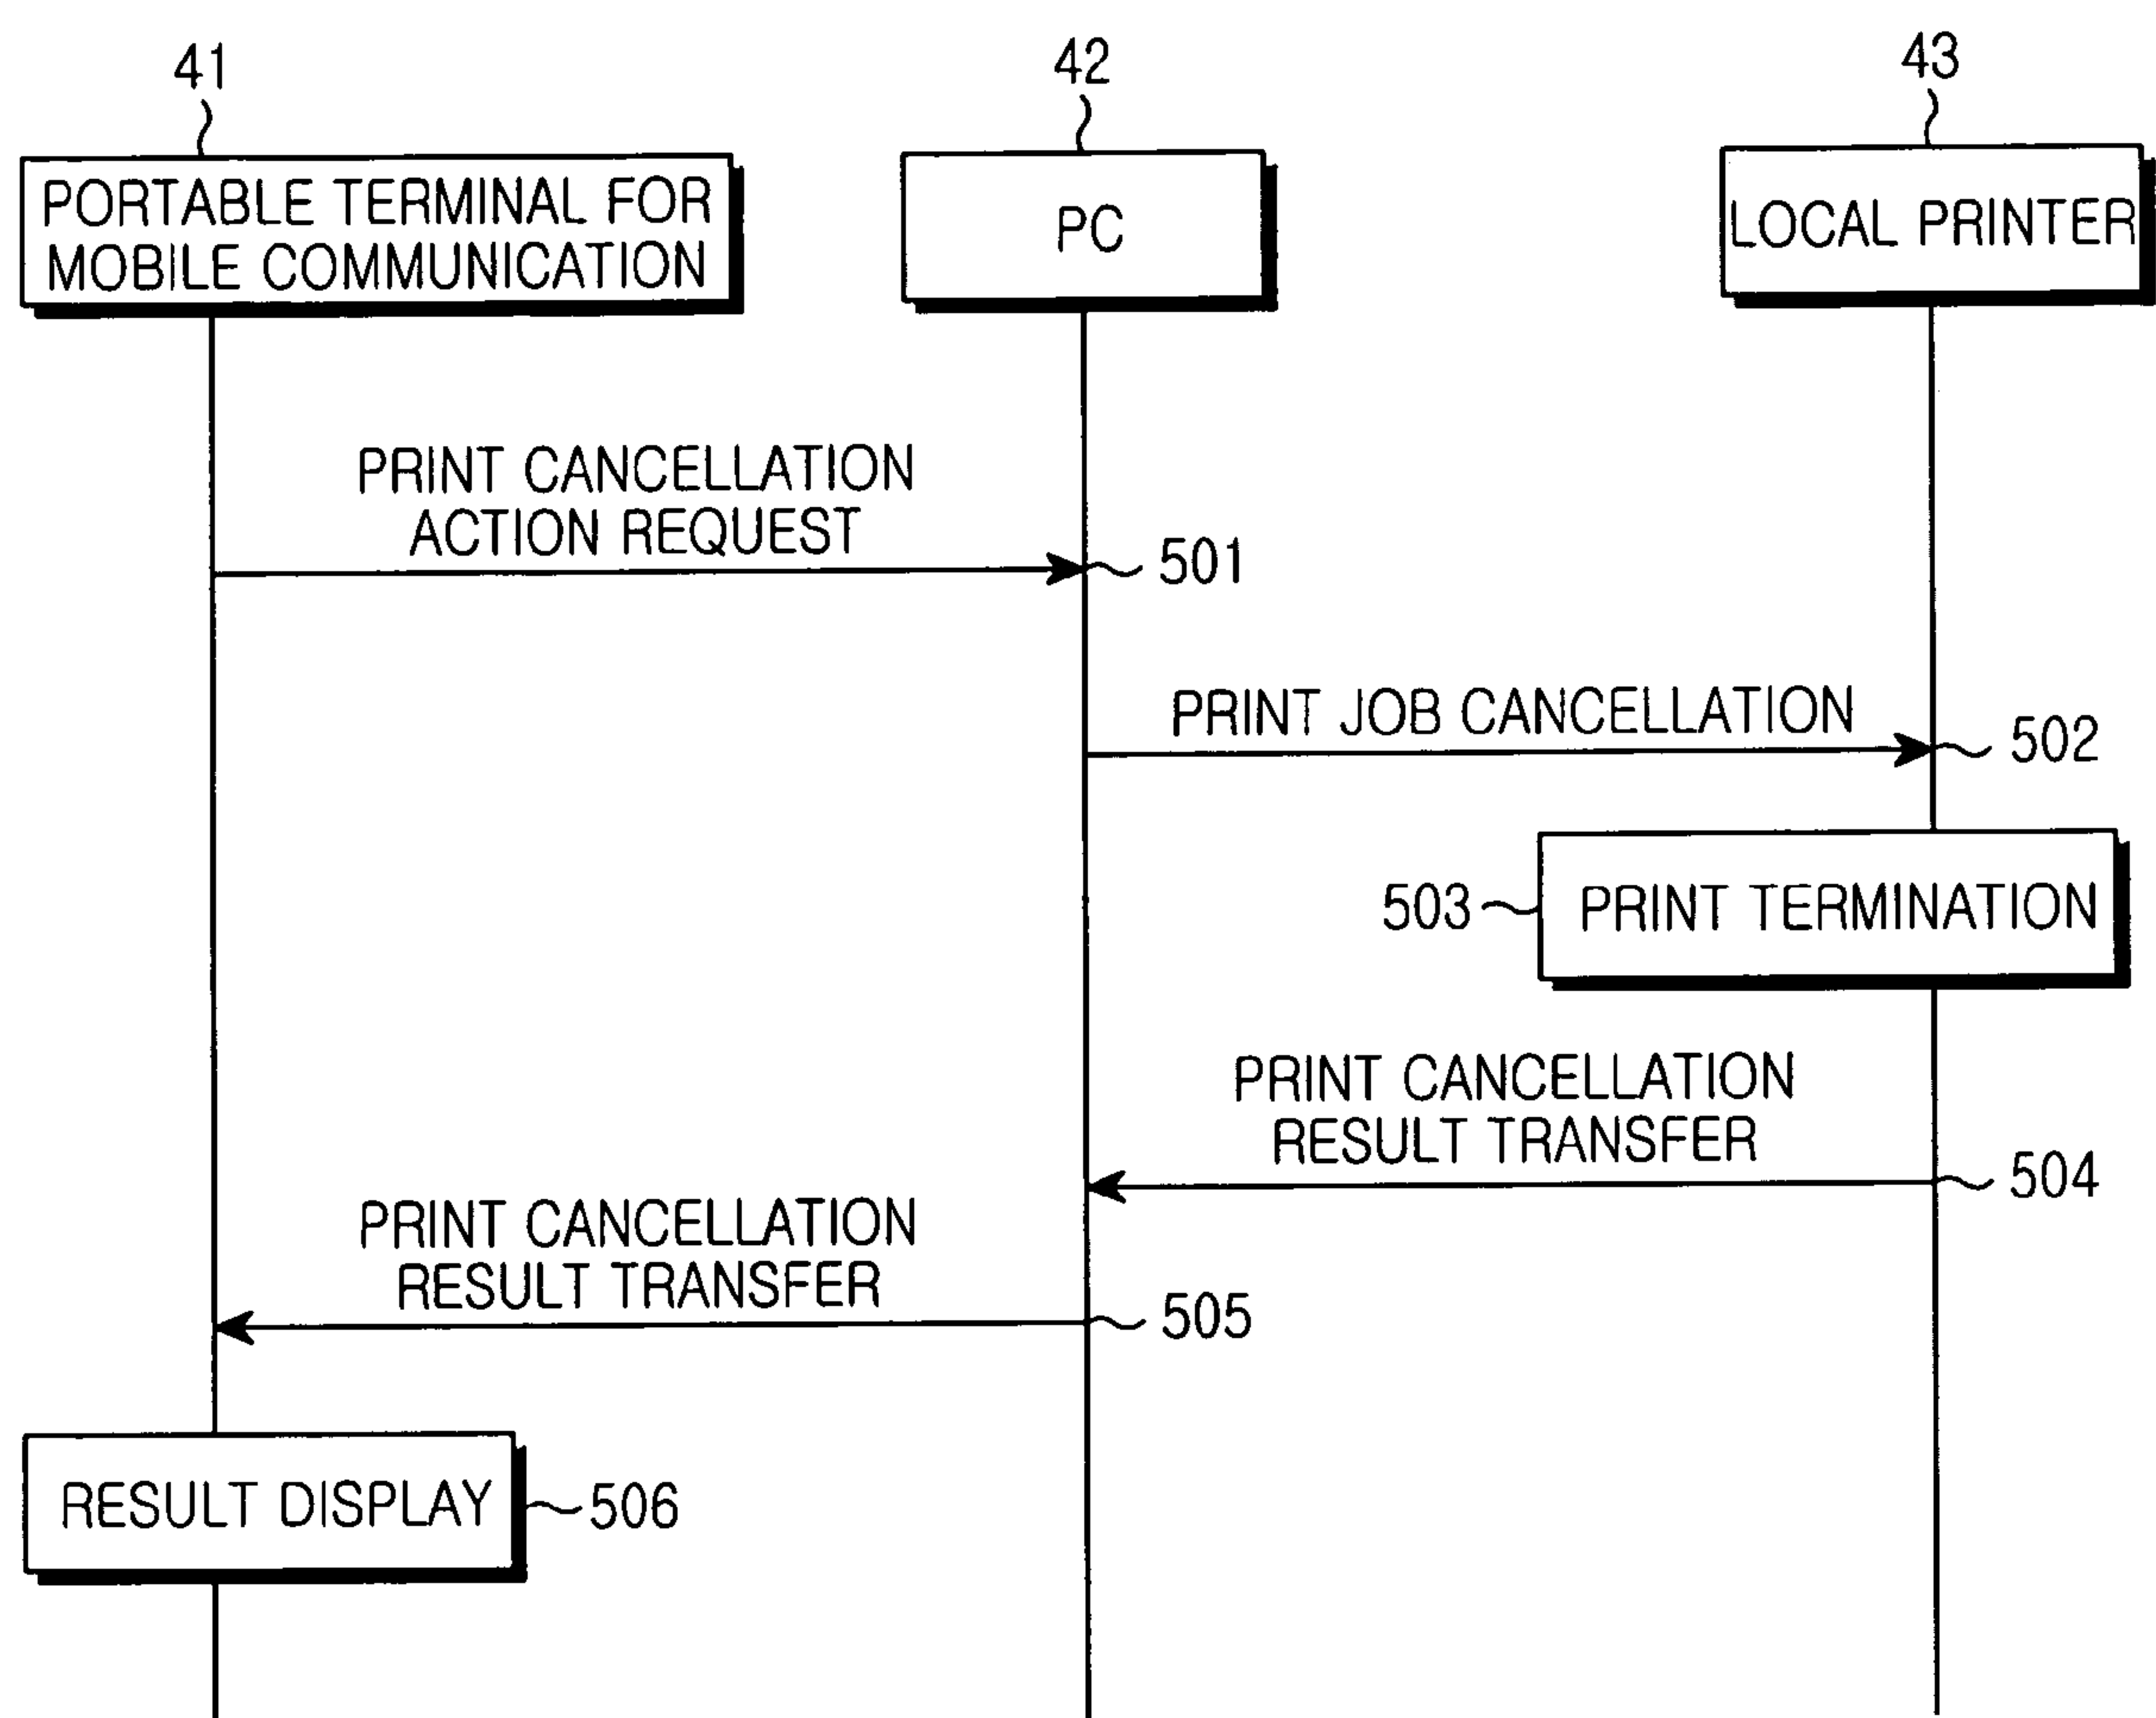 41
42
43
PORTABLE TERMINAL FOR
MOBILE COMMUNICATION
PC
LOCAL PRINTER
PRINT CANCELLATION
ACTION REQUEST
501
PRINT JOB CANCELLATION
502
503
PRINT TERMINATION
PRINT CANCELLATION
RESULT TRANSFER
504
PRINT CANCELLATION
RESULT TRANSFER
505
RESULT DISPLAY
506